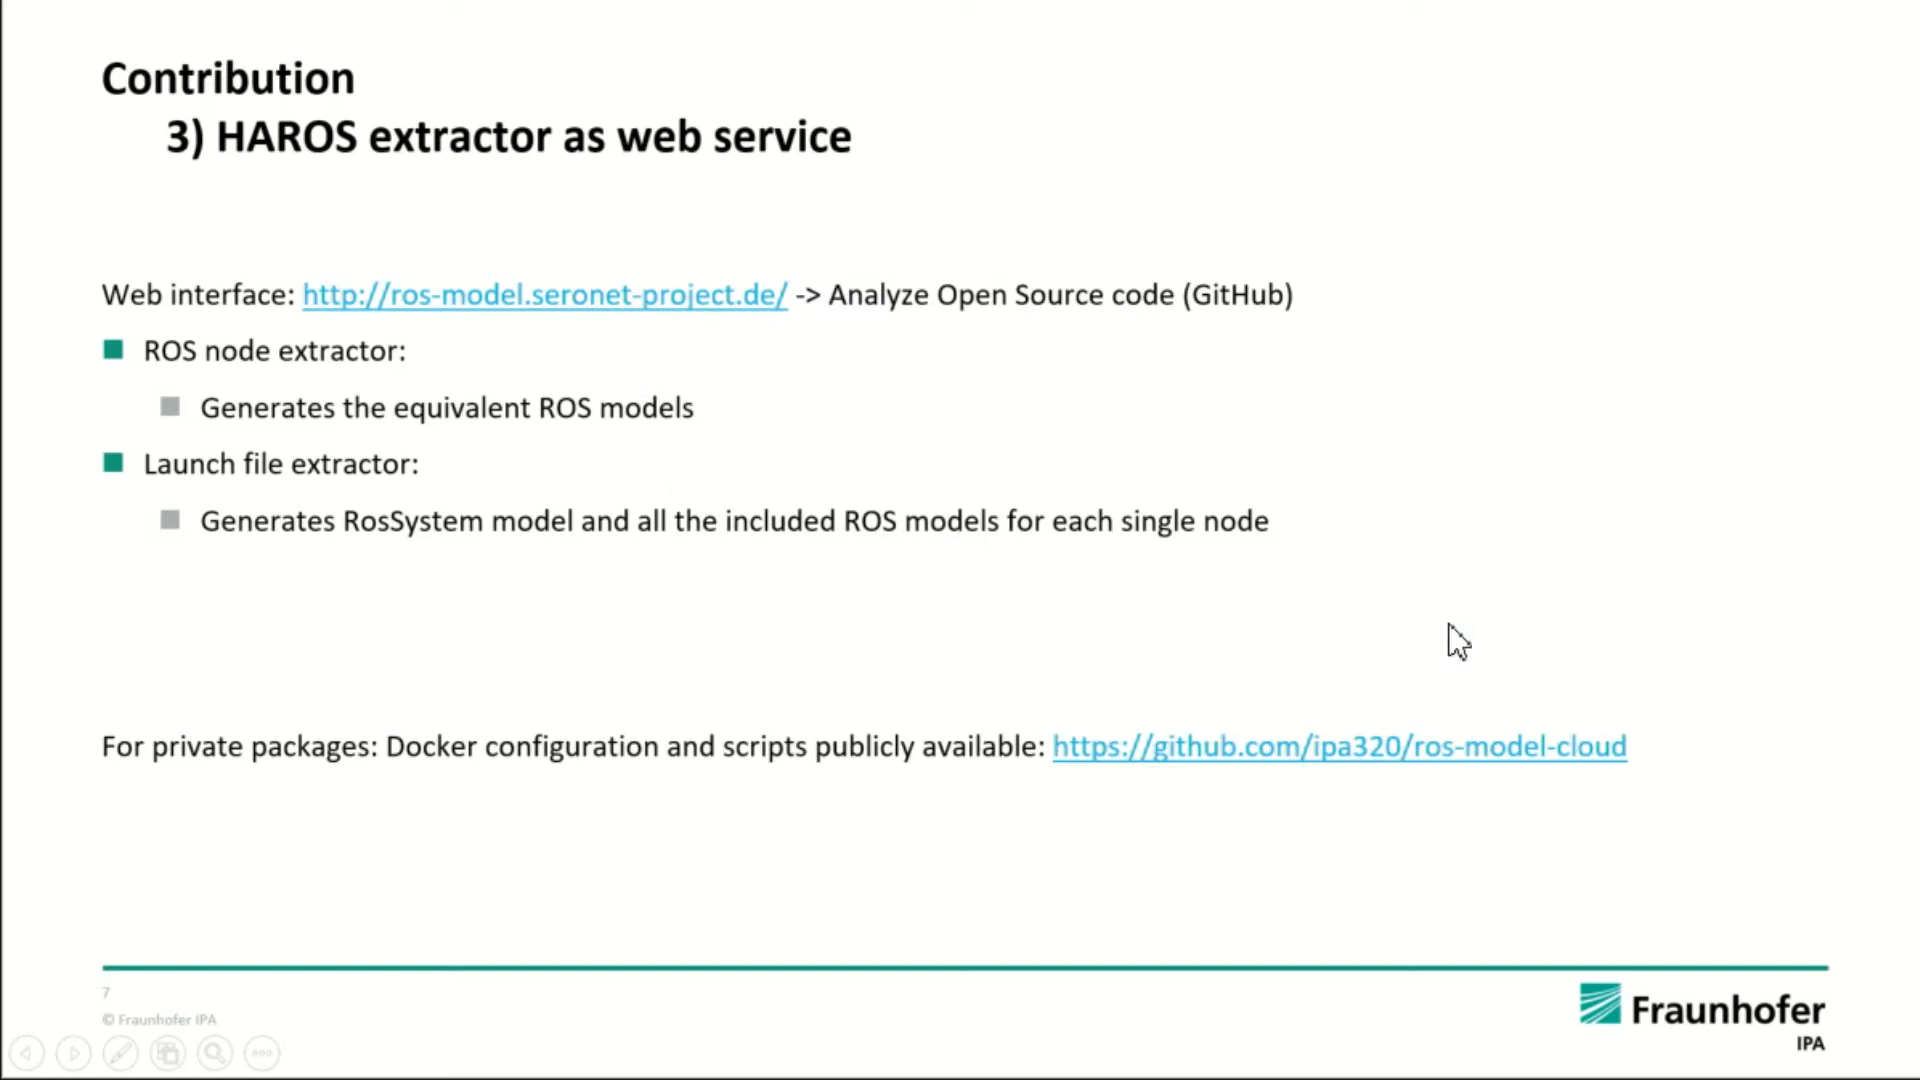 Contribution
3) HAROS extractor as web service
Web interface: http://ros-model.seronet-project.de/ -> Analyze Open Source code (GitHub)
ROS node extractor:
Generates the equivalent ROS models
Launch file extractor:
Generates RosSystem model and all the included ROS models for each single node
For private packages: Docker configuration and scripts publicly available: https://github.com/ipa320/ros-model-cloud
7
© Fraunhofer IPA
Fraunhofer
IPA